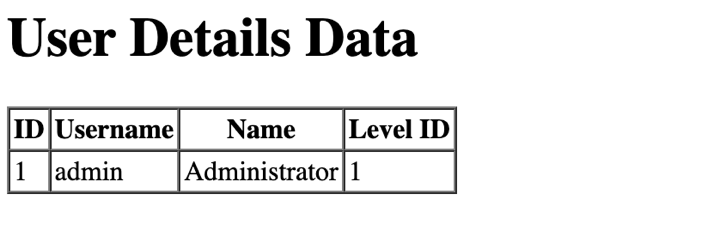 User Details Data
ID Username Name Level ID
1 admin Administrator 1